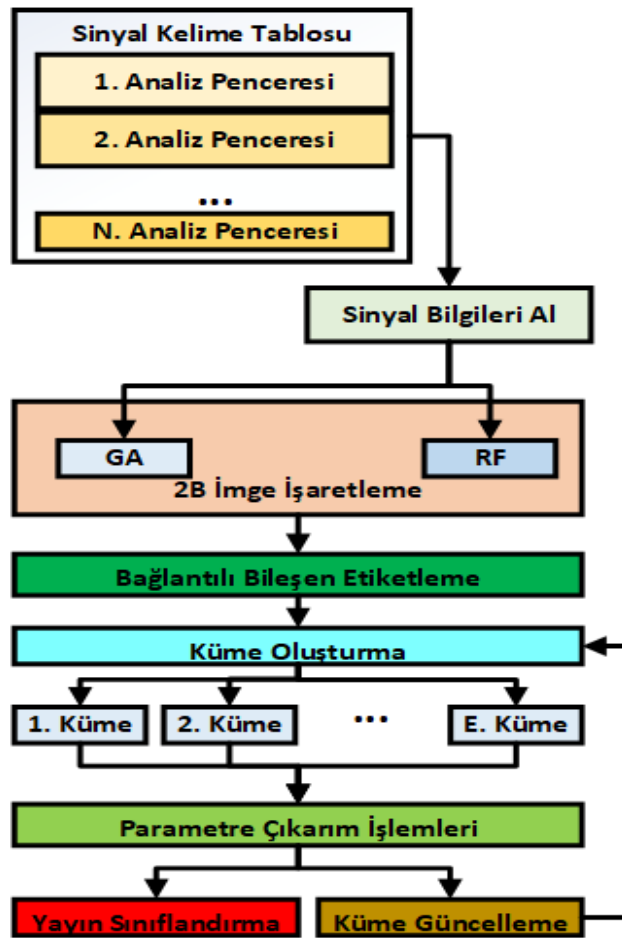 Sinyal Kelime Tablosu
1. Analiz Penceresi
2. Analiz Penceresi
...
N. Analiz Penceresi
Sinyal Bilgileri Al
GA
RF
2B İmge İşaretleme
Bağlantılı Bileşen Etiketleme
Küme Oluşturma
1. Küme
2. Küme
...
E. Küme
Parametre Çıkarım İşlemleri
Yayın Sınıflandırma
Küme Güncelleme